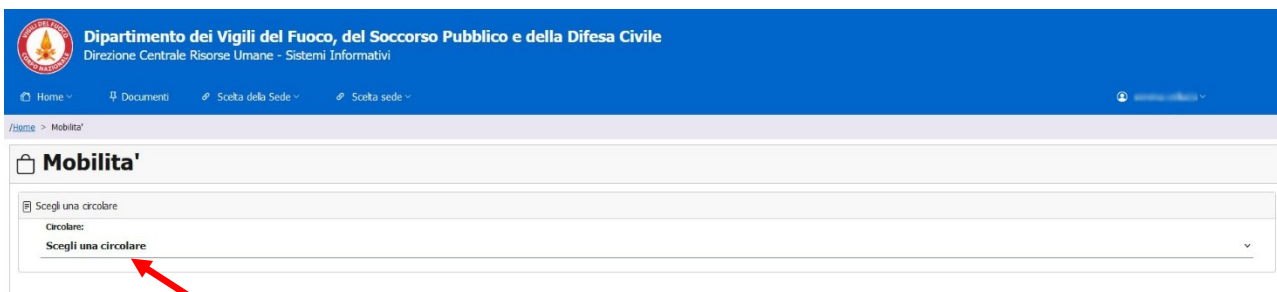 Dipartimento dei Vigili del Fuoco, del Soccorso Pubblico e della Difesa Civile
Direzione Centrale Risorse Umane - Sistemi Informativi
Home Documenti Scelta della Sede Scelta sede
/Home > Mobilita'
Mobilita'
Scegli una circolare
Circolare:
Scegli una circolare